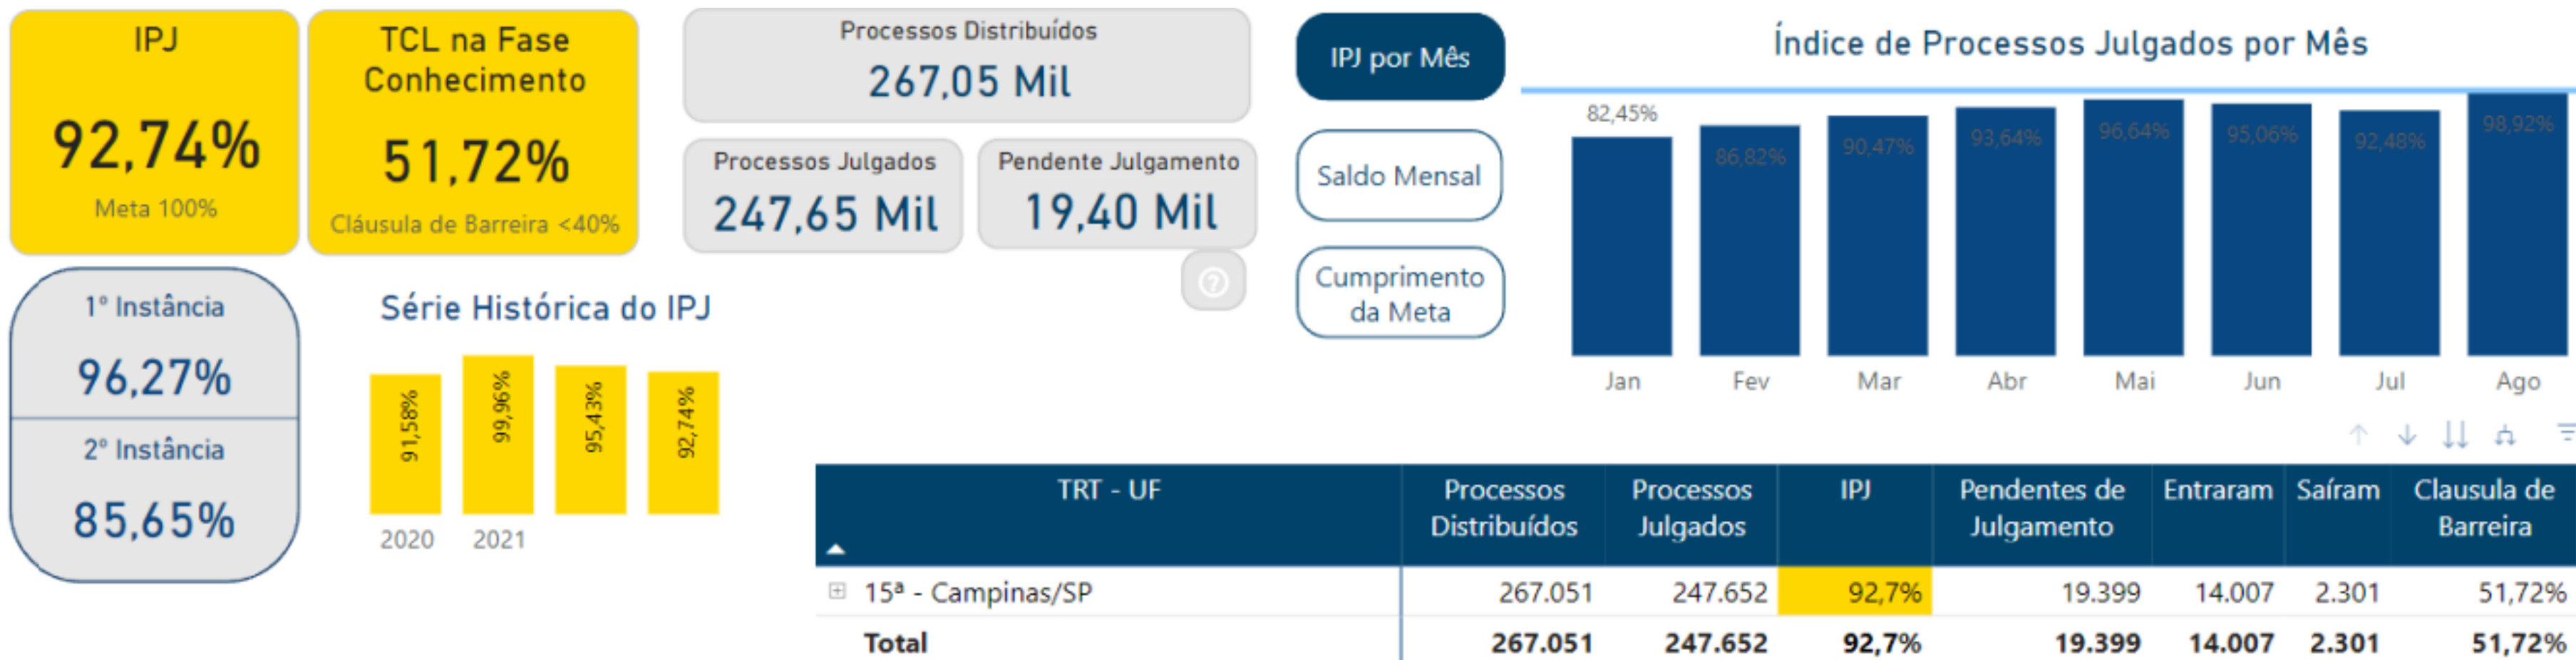 IPJ
92,74%
Meta 100%
TCL na Fase
Conhecimento
51,72%
Cláusula de Barreira <40%
Processos Distribuídos
267,05 Mil
Processos Julgados
247,65 Mil
Pendente Julgamento
19,40 Mil
IPJ por Mês
Saldo Mensal
Cumprimento
da Meta
Índice de Processos Julgados por Mês
82,45%
86,82%
90,47%
93,64%
96,64%
95,06%
92,48%
98,92%
Jan Fev Mar Abr Mai Jun Jul Ago
1º Instância
96,27%
2º Instância
85,65%
Série Histórica do IPJ
91,58%
99,96%
95,43%
92,74%
2020 2021
TRT - UF Processos Distribuídos Processos Julgados IPJ Pendentes de Julgamento Entraram Saíram Clausula de Barreira
15ª - Campinas/SP 267.051 247.652 92,7% 19.399 14.007 2.301 51,72%
Total 267.051 247.652 92,7% 19.399 14.007 2.301 51,72%